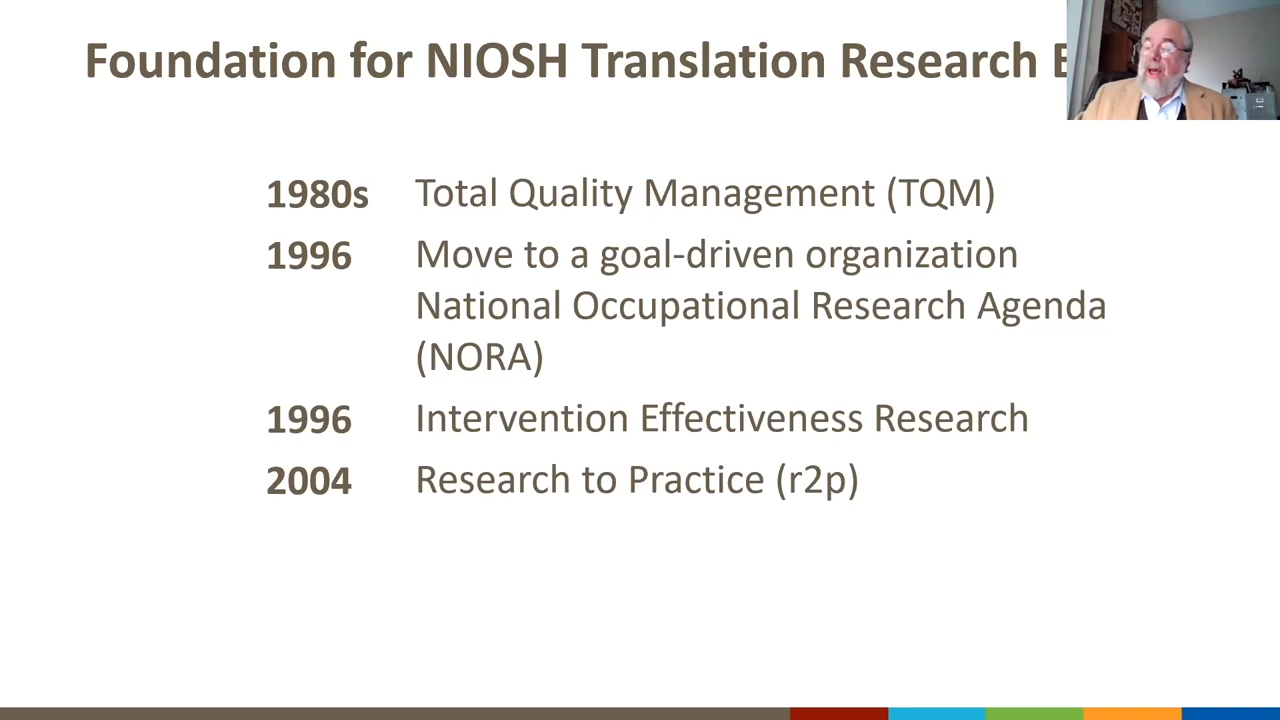 Foundation for NIOSH Translation Research
1980s Total Quality Management (TQM)
1996 Move to a goal-driven organization
National Occupational Research Agenda
(NORA)
1996 Intervention Effectiveness Research
2004 Research to Practice (r2p)